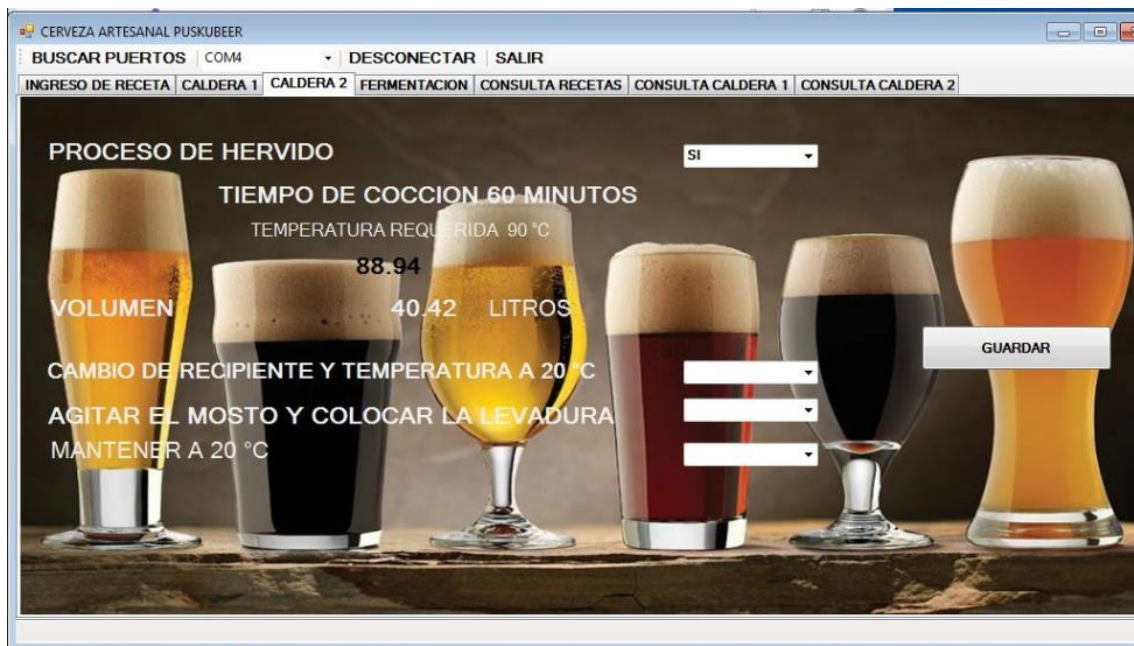 CERVEZA ARTESANAL PUSKUBEER
BUSCAR PUERTOS COM4 DESCONECTAR SALIR
INGRESO DE RECETA CALDERA 1 CALDERA 2 FERMENTACION CONSULTA RECETAS CONSULTA CALDERA 1 CONSULTA CALDERA 2
PROCESO DE HERVIDO SI
TIEMPO DE COCCION 60 MINUTOS
TEMPERATURA REQUERIDA 90 °C
88.94
VOLUMEN 40.42 LITROS
GUARDAR
CAMBIO DE RECIPIENTE Y TEMPERATURA A 20 °C
AGITAR EL MOSTO Y COLOCAR LA LEVADURA
MANTENER A 20 °C